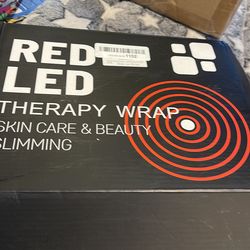 RED
LED
THERAPY WRAP
SKIN CARE & BEAUTY
SLIMMING